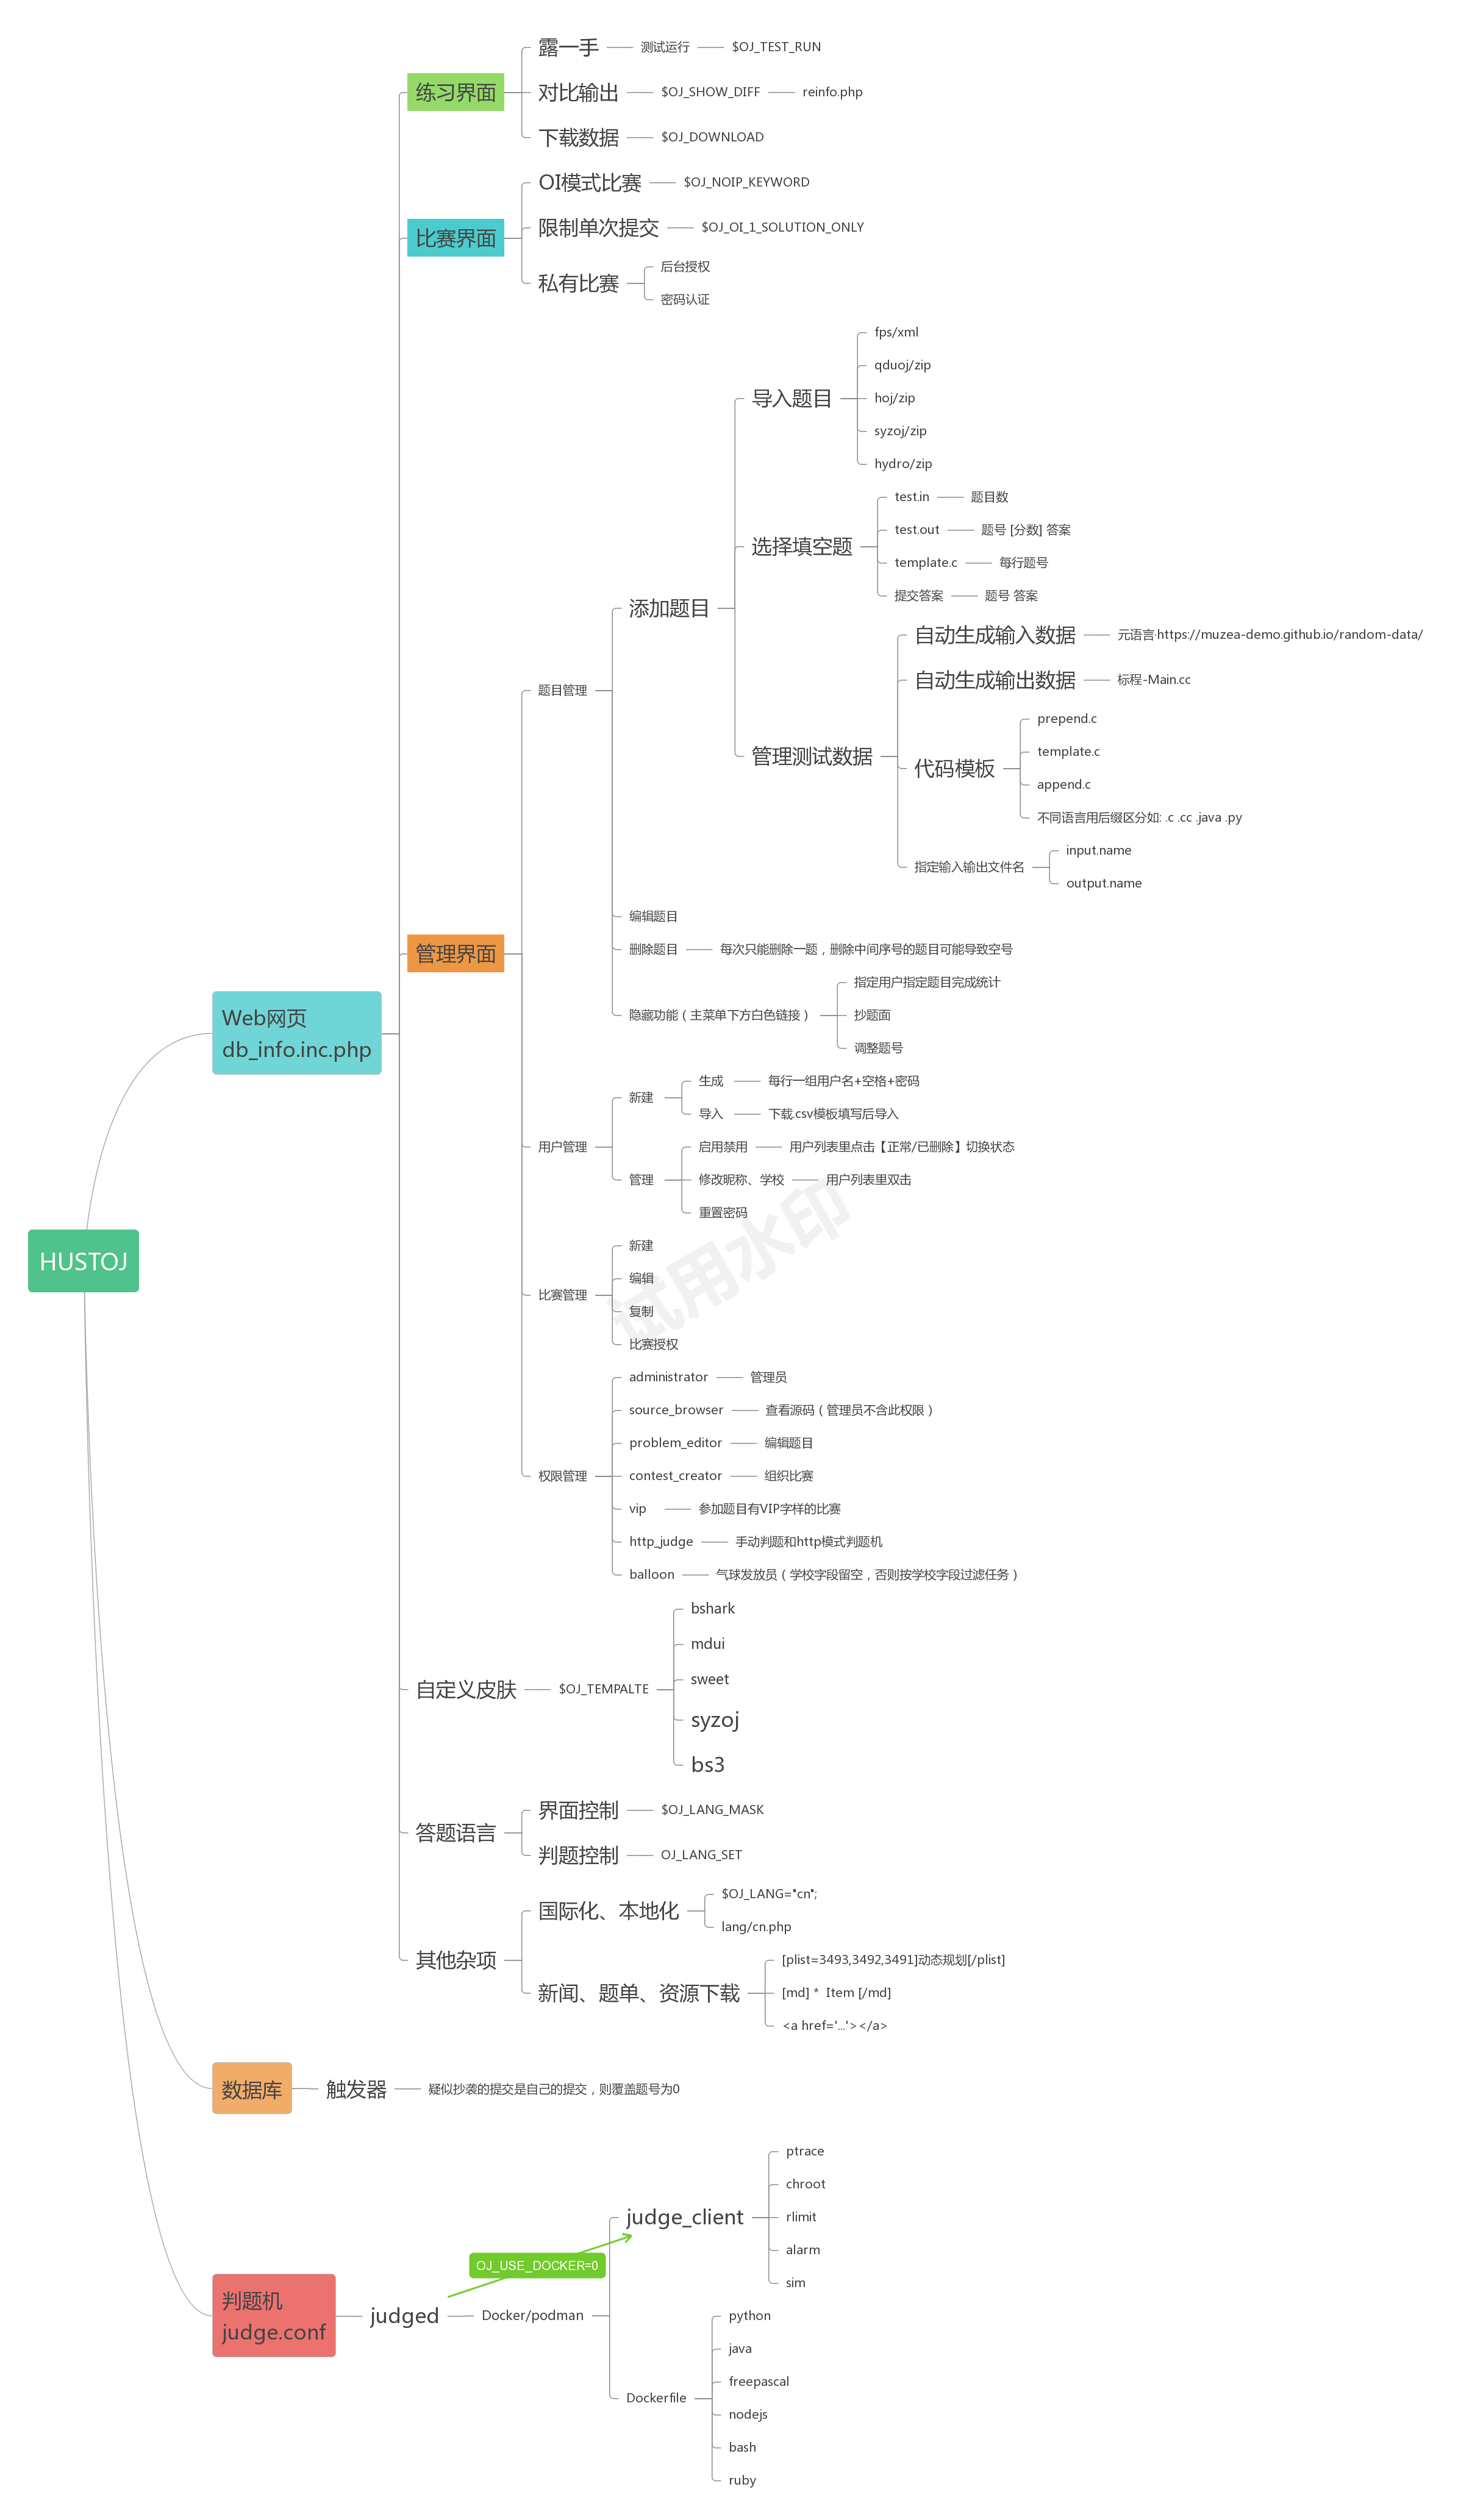 露一手 测试运行 $OJ_TEST_RUN
练习界面
对比输出 $OJ_SHOW_DIFF reinfo.php
下载数据 $OJ_DOWNLOAD
OI模式比赛 $OJ_NOIP_KEYWORD
限制单次提交 $OJ_OI_1_SOLUTION_ONLY
比赛界面
后台授权
私有比赛
密码认证
fps/xml
qduoj/zip
导入题目
hoj/zip
syzoj/zip
hydro/zip
test.in 题目数
test.out 题号 [分数] 答案
选择填空题
template.c 每行题号
提交答案 题号 答案
添加题目
自动生成输入数据 元语言·https://muzea-demo.github.io/random-data/
自动生成输出数据 标程-Main.cc
题目管理
prepend.c
template.c
管理测试数据
代码模板
append.c
不同语言用后缀区分如: .c .cc .java .py
input.name
指定输入输出文件名
output.name
编辑题目
删除题目 每次只能删除一题，删除中间序号的题目可能导致空号
管理界面
指定用户指定题目完成统计
隐藏功能（主菜单下方白色链接） 抄题面
调整题号
Web网页
db_info.inc.php
生成 每行一组用户名+空格+密码
新建
导入 下载.csv模板填写后导入
用户管理
启用禁用 用户列表里点击【正常/已删除】切换状态
管理 修改昵称、学校 用户列表里双击
重置密码
试用水印
HUSTOJ
新建
编辑
比赛管理
复制
比赛授权
administrator 管理员
source_browser 查看源码（管理员不含此权限）
problem_editor 编辑题目
权限管理 contest_creator 组织比赛
vip 参加题目有VIP字样的比赛
http_judge 手动判题和http模式判题机
balloon 气球发放员（学校字段留空，否则按学校字段过滤任务）
bshark
mdui
sweet
自定义皮肤 $OJ_TEMPALTE
syzoj
bs3
界面控制 $OJ_LANG_MASK
答题语言
判题控制 OJ_LANG_SET
$OJ_LANG="cn";
国际化、本地化
lang/cn.php
其他杂项
[plist=3493,3492,3491]动态规划[/plist]
新闻、题单、资源下载 [md] * Item [/md]
<a href='...'></a>
数据库 触发器 疑似抄袭的提交是自己的提交，则覆盖题号为0
ptrace
chroot
judge_client rlimit
alarm
sim
OJ_USE_DOCKER=0
判题机
judge.conf
judged Docker/podman
python
java
freepascal
Dockerfile
nodejs
bash
ruby